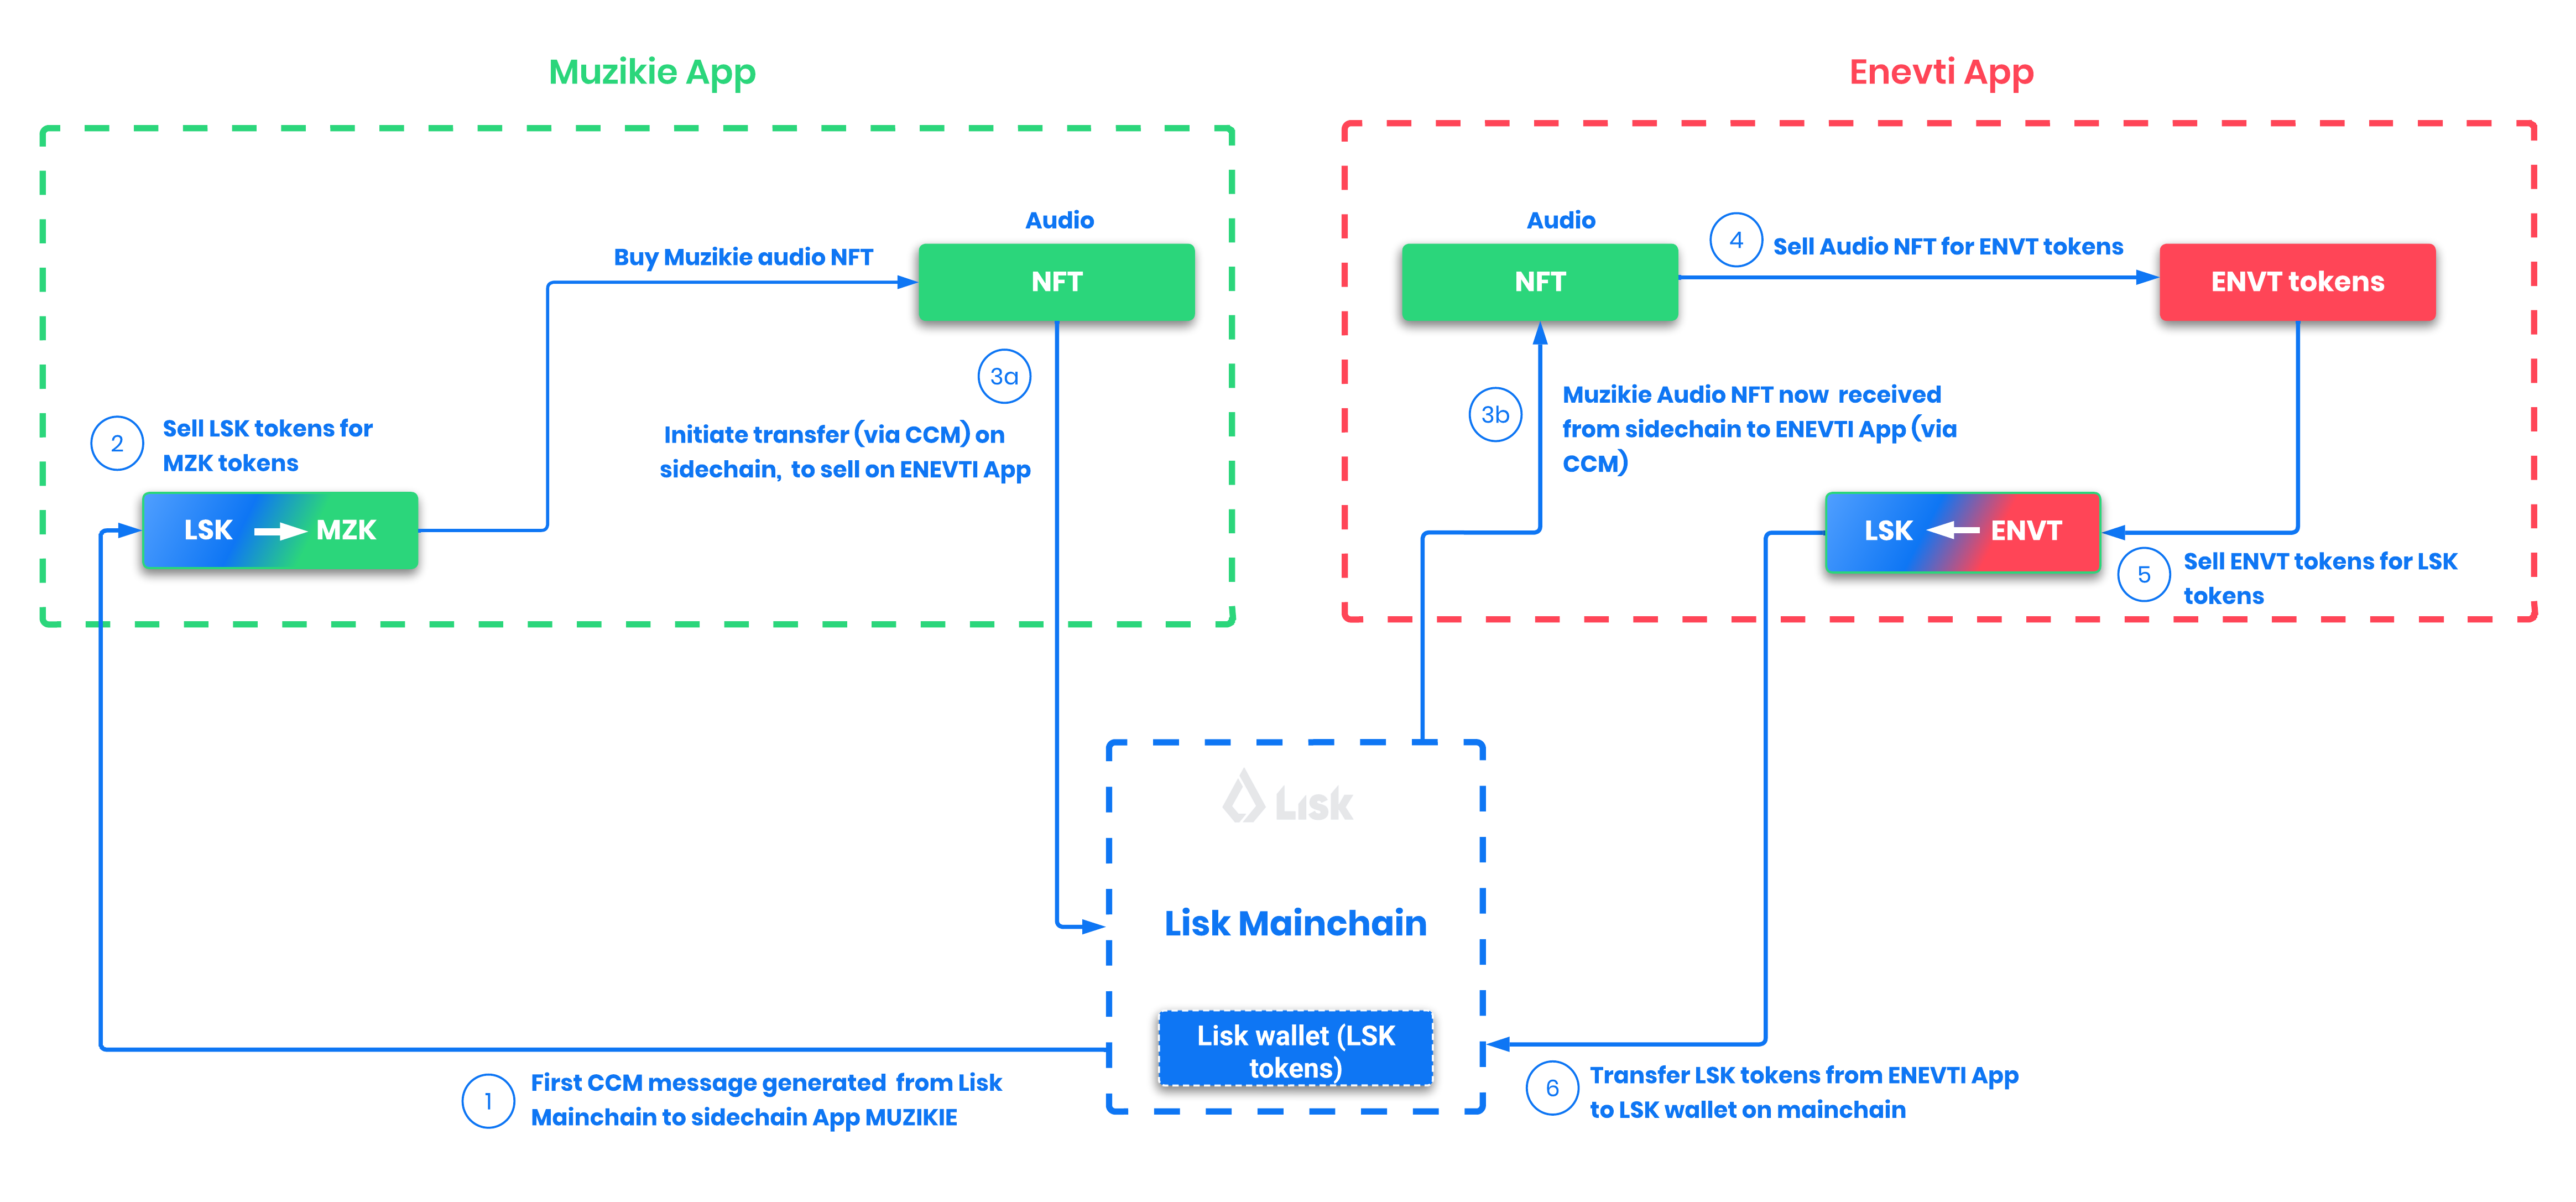 Muzikie App
Enevti App
Audio
Buy Muzikie audio NFT
NFT
3a
Initiate transfer (via CCM) on
sidechain, to sell on ENEVTI App
2
Sell LSK tokens for
MZK tokens
LSK
MZK
Audio
NFT
4
Sell Audio NFT for ENVT tokens
ENVT tokens
3b
Muzikie Audio NFT now received
from sidechain to ENEVTI App (via
CCM)
LSK
ENVT
5
Sell ENVT tokens for LSK
tokens
Lisk
Lisk Mainchain
Lisk wallet (LSK
tokens)
1
First CCM message generated from Lisk
Mainchain to sidechain App MUZIKIE
6
Transfer LSK tokens from ENEVTI App
to LSK wallet on mainchain